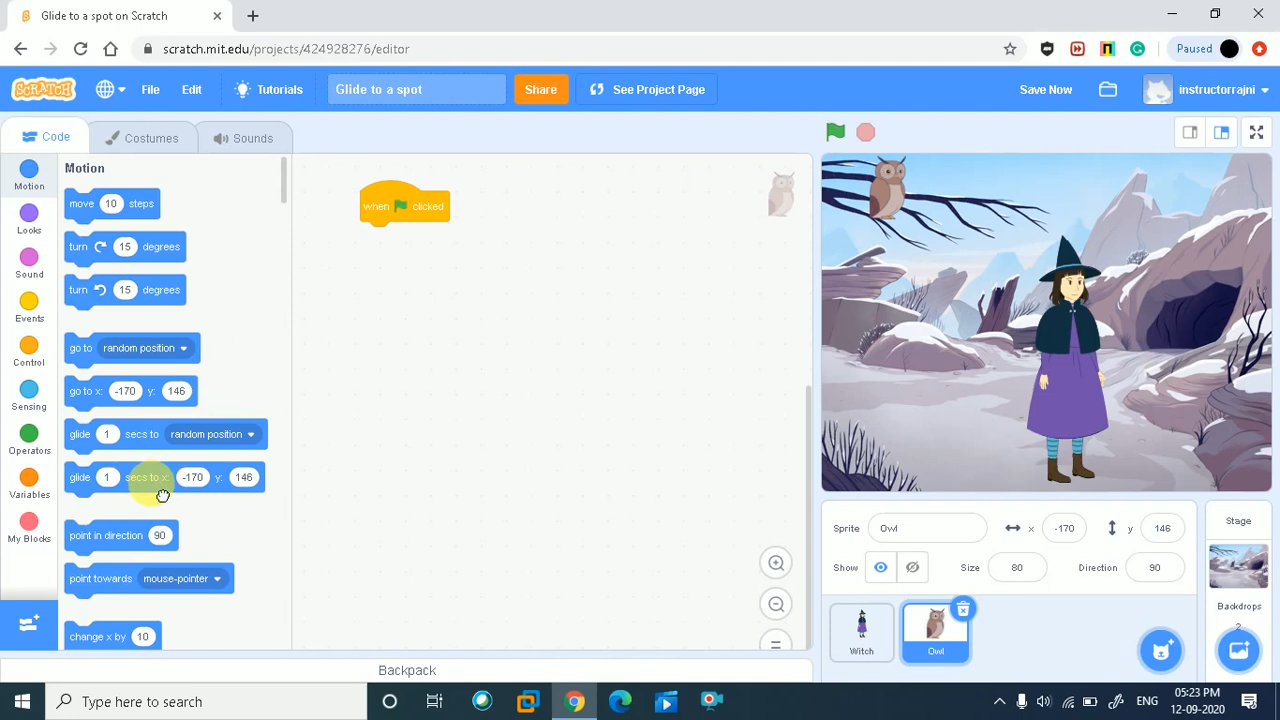 Glide to a spot on Scratch
scratch.mit.edu/projects/424928276/editor
Paused
SCRATCH
File
Edit
Tutorials
Glide to a spot
Share
See Project Page
Save Now
instructorrajni
Code
Costumes
Sounds
Motion
Looks
Sound
Events
Control
Sensing
Operators
Variables
My Blocks
Motion
move 10 steps
turn 15 degrees
turn 15 degrees
go to random position
go to x: -170 y: 146
glide 1 secs to random position
glide 1 secs to x: -170 y: 146
point in direction 90
point towards mouse-pointer
change x by 10
when clicked
Sprite Owl x -170 y 146
Show Size 80 Direction 90
Witch
Owl
Stage
Backdrops
2
Backpack
Type here to search
ENG
05:23 PM
12-09-2020